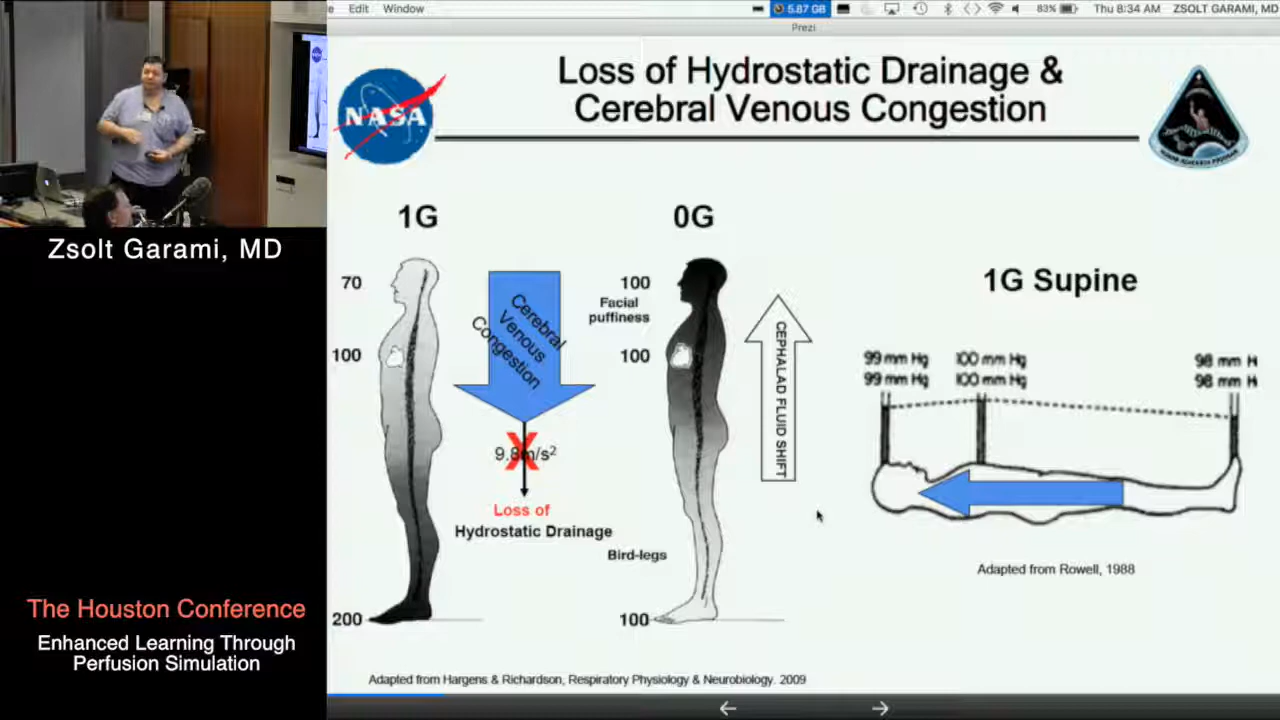 e Edit Window
5.87 GB
83%
Thu 8:34 AM ZSOLT GARAMI, MD
Prezi
Loss of Hydrostatic Drainage &
Cerebral Venous Congestion
NASA
Zsolt Garami, MD
1G
0G
1G Supine
70
100
200
Cerebral
Venous
Congestion
9.8m/s²
Loss of
Hydrostatic Drainage
100
Facial
puffiness
100
Bird-legs
100
CEPHALAD FLUID SHIFT
99 mm Hg 100 mm Hg 98 mm H
99 mm Hg 100 mm Hg 98 mm H
Adapted from Rowell, 1988
The Houston Conference
Enhanced Learning Through
Perfusion Simulation
Adapted from Hargens & Richardson, Respiratory Physiology & Neurobiology. 2009